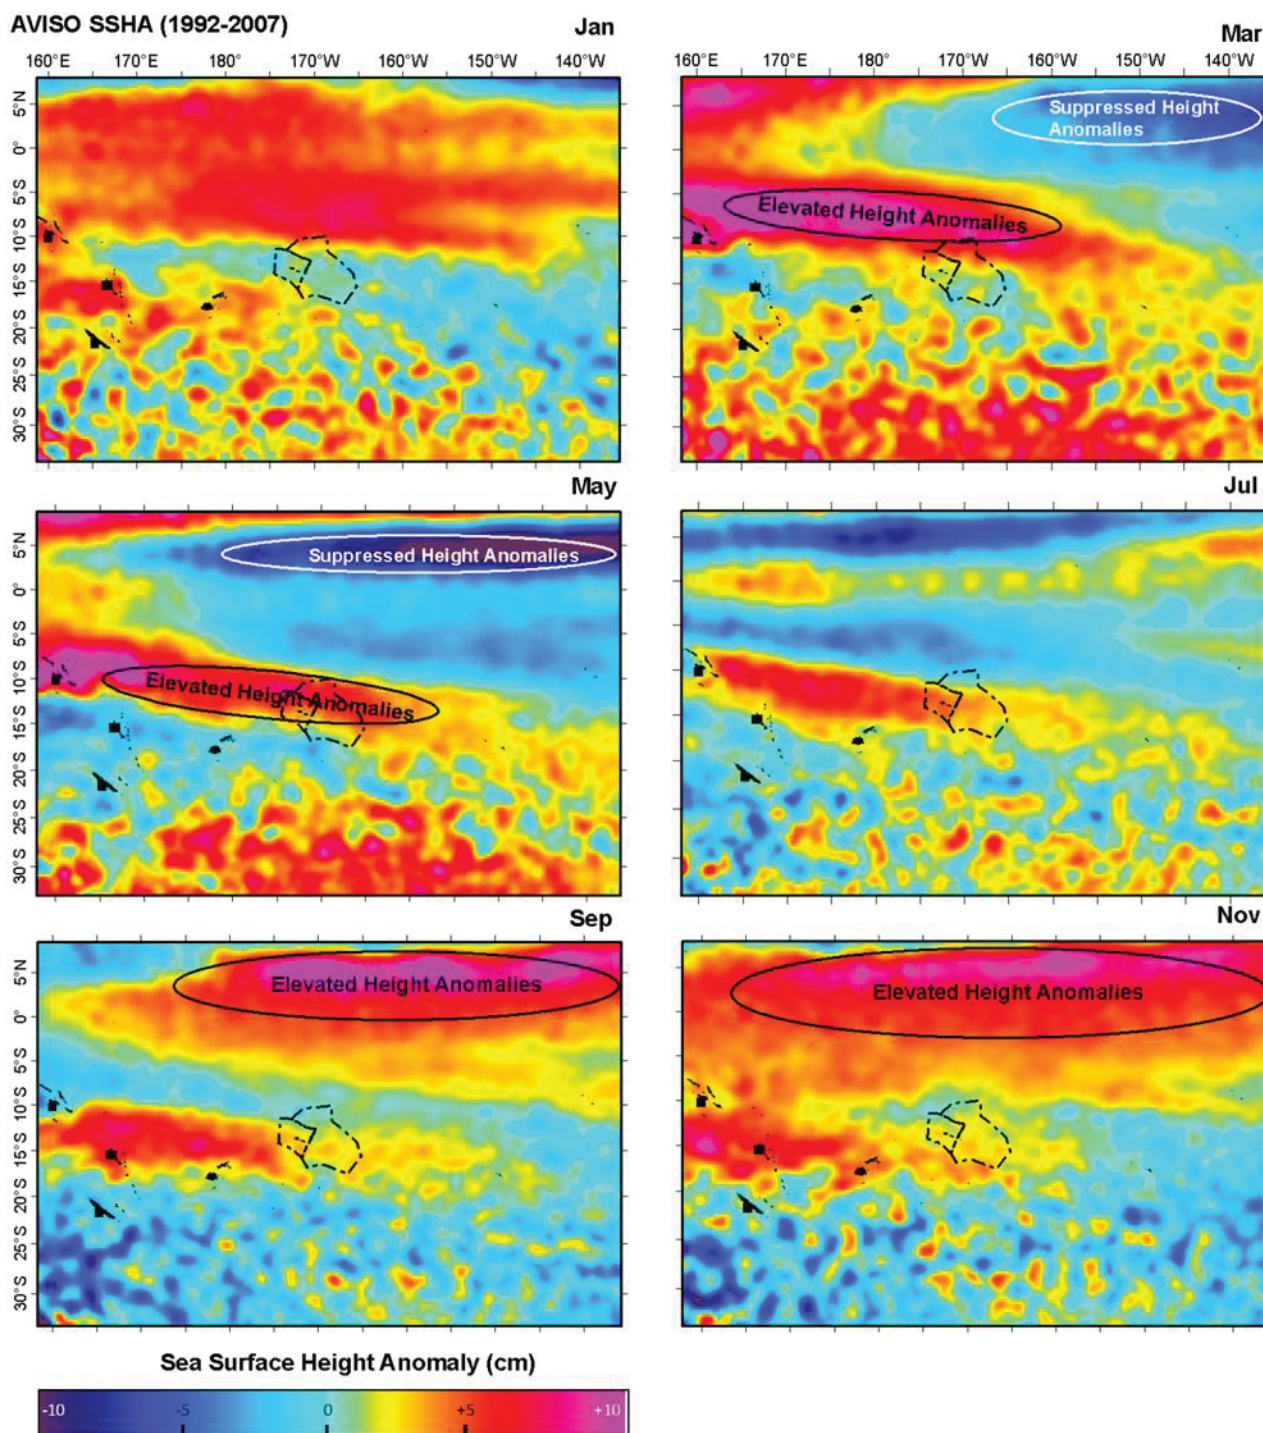 AVISO SSHA (1992-2007)
Jan
Mar
160°E 170°E 180° 170°W 160°W 150°W 140°W
160°E 170°E 180° 170°W 160°W 150°W 140°W
5°N
0°
5°S
10°S
15°S
20°S
25°S
30°S
Suppressed Height
Anomalies
Elevated Height Anomalies
May
Jul
5°N
0°
5°S
10°S
15°S
20°S
25°S
30°S
Suppressed Height Anomalies
Elevated Height Anomalies
Sep
Nov
5°N
0°
5°S
10°S
15°S
20°S
25°S
30°S
Elevated Height Anomalies
Elevated Height Anomalies
Sea Surface Height Anomaly (cm)
-10 -5 0 +5 +10